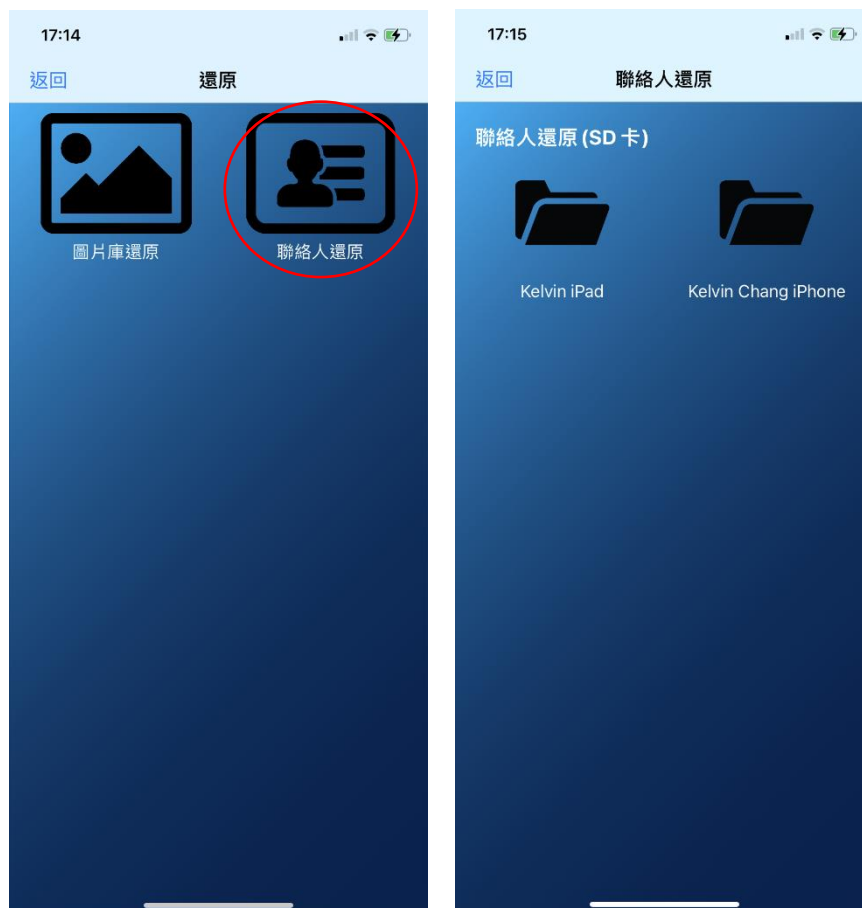 17:14
返回
還原
圖片庫還原
聯絡人還原
17:15
返回
聯絡人還原
聯絡人還原 (SD 卡)
Kelvin iPad
Kelvin Chang iPhone